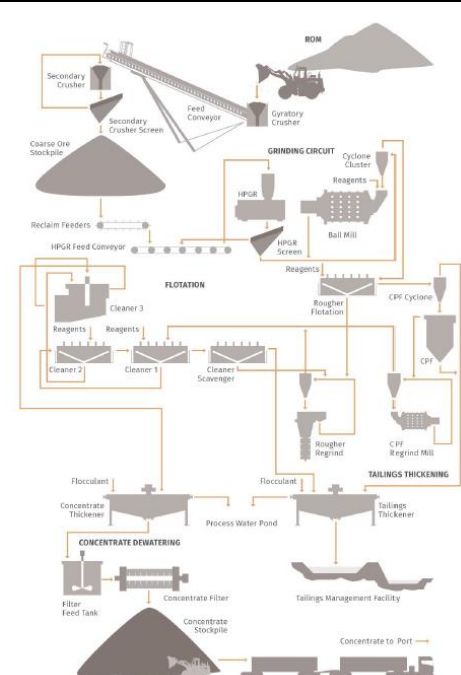 ROM
Secondary
Crusher
Feed
Conveyor
Gyratory
Crusher
Secondary
Crusher Screen
Coarse Ore
Stockpile
GRINDING CIRCUIT
Cyclone
Cluster
Reagents
HPGR
Ball Mill
Reclaim Feeders
HPGR Feed Conveyor
HPGR
Screen
Reagents
FLOTATION
Rougher
Flotation
CPF Cyclone
Cleaner 3
Reagents
Reagents
CPF
Cleaner 2
Cleaner 1
Cleaner
Scavenger
Rougher
Regrind
CPF
Regrind Mill
TAILINGS THICKENING
Flocculant
Flocculant
Concentrate
Thickener
Process Water Pond
Tailings
Thickener
CONCENTRATE DEWATERING
Filter
Feed Tank
Concentrate Filter
Tailings Management Facility
Concentrate
Stockpile
Concentrate to Port